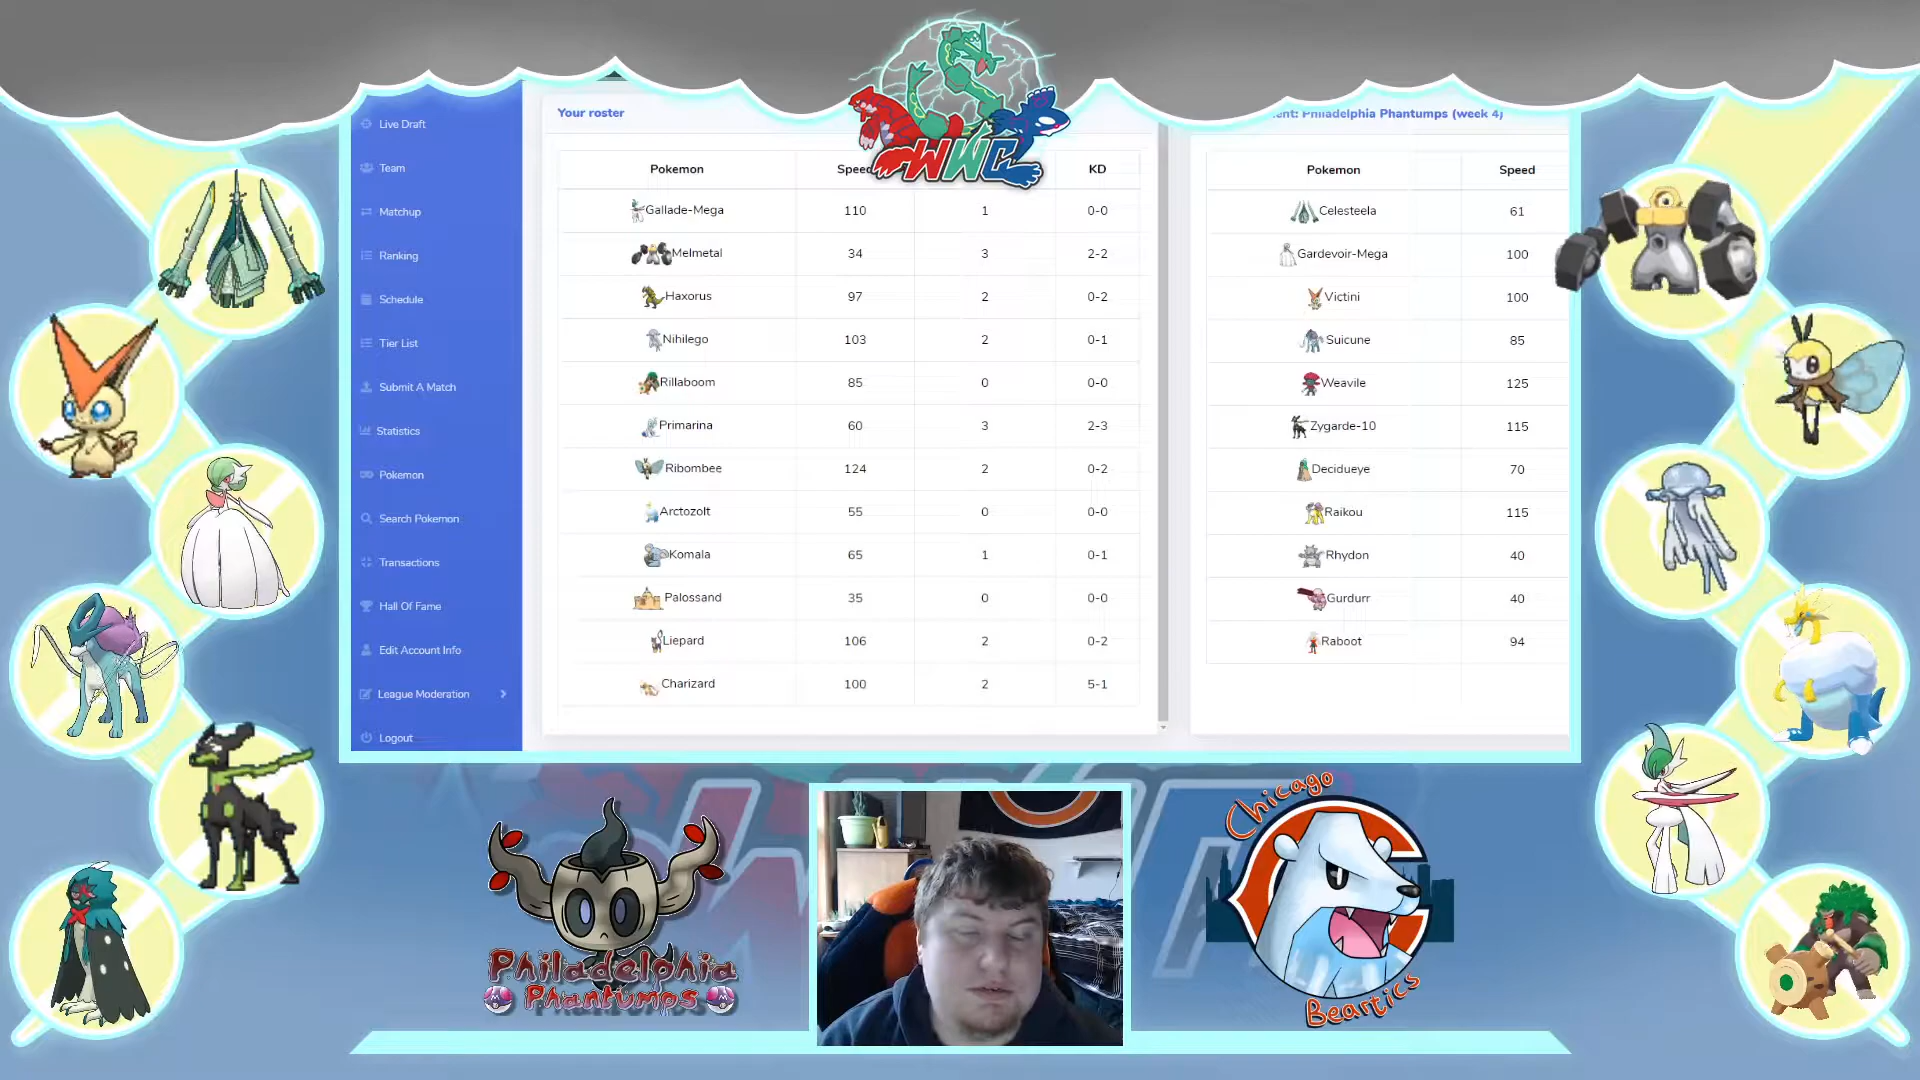 WWC
Live Draft
Team
Matchup
Ranking
Schedule
Tier List
Submit A Match
Statistics
Pokemon
Search Pokemon
Transactions
Hall Of Fame
Edit Account Info
League Moderation
Logout
Your roster
Pokemon Speed KD
Gallade-Mega 110 1 0-0
Melmetal 34 3 2-2
Haxorus 97 2 0-2
Nihilego 103 2 0-1
Rillaboom 85 0 0-0
Primarina 60 3 2-3
Ribombee 124 2 0-2
Arctozolt 55 0 0-0
Komala 65 1 0-1
Palossand 35 0 0-0
Liepard 106 2 0-2
Charizard 100 2 5-1
Philadelphia Phantumps (week 4)
Pokemon Speed
Celesteela 61
Gardevoir-Mega 100
Victini 100
Suicune 85
Weavile 125
Zygarde-10 115
Decidueye 70
Raikou 115
Rhydon 40
Gurdurr 40
Raboot 94
Philadelphia
Phantumps
Chicago
Beartics